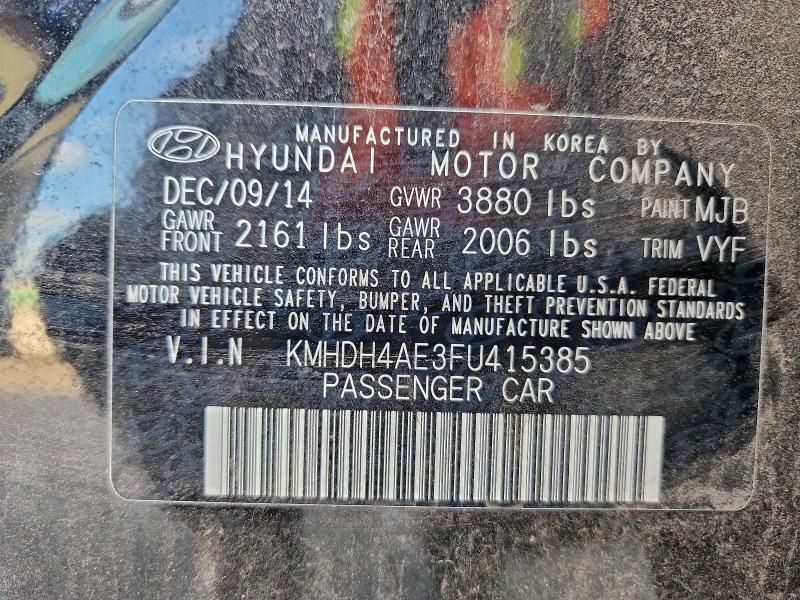 MANUFACTURED IN KOREA BY
HYUNDAI MOTOR COMPANY
DEC/09/14 GVWR 3880 lbs PAINT MJB
GAWR FRONT 2161 lbs GAWR REAR 2006 lbs TRIM VYF
THIS VEHICLE CONFORMS TO ALL APPLICABLE U.S.A. FEDERAL
MOTOR VEHICLE SAFETY, BUMPER, AND THEFT PREVENTION STANDARDS
IN EFFECT ON THE DATE OF MANUFACTURE SHOWN ABOVE
V.I.N KMHDH4AE3FU415385
PASSENGER CAR